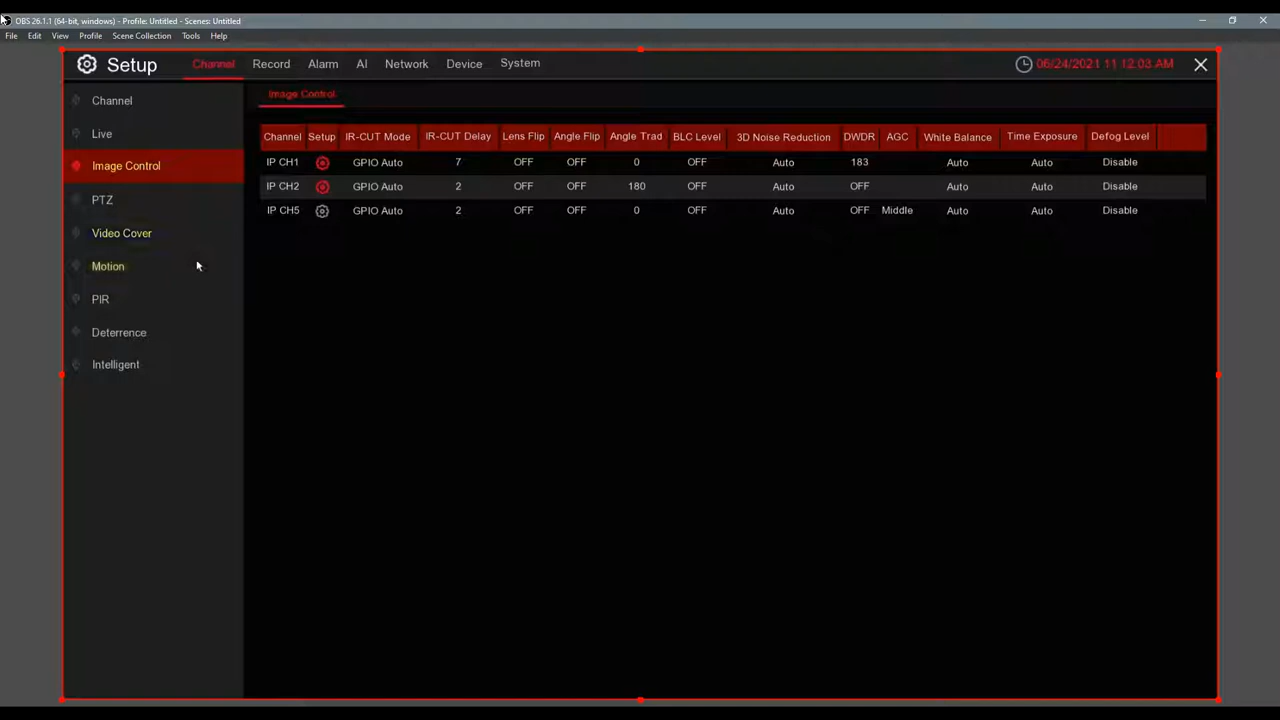 OBS 26.1.1 (64-bit, windows) - Profile: Untitled - Scenes: Untitled
File Edit View Profile Scene Collection Tools Help
Setup Channel Record Alarm AI Network Device System 06/24/2021 11:12:03 AM
Image Control
Channel
Live
Image Control
PTZ
Video Cover
Motion
PIR
Deterrence
Intelligent
Channel Setup IR-CUT Mode IR-CUT Delay Lens Flip Angle Flip Angle Trad BLC Level 3D Noise Reduction DWDR AGC White Balance Time Exposure Defog Level
IP CH1 GPIO Auto 7 OFF OFF 0 OFF Auto 183 Auto Auto Disable
IP CH2 GPIO Auto 2 OFF OFF 180 OFF Auto OFF Auto Auto Disable
IP CH5 GPIO Auto 2 OFF OFF 0 OFF Auto OFF Middle Auto Auto Disable